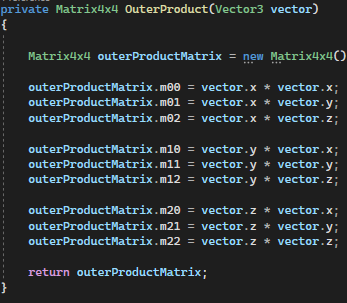 private Matrix4x4 OuterProduct(Vector3 vector)
{
Matrix4x4 outerProductMatrix = new Matrix4x4()
outerProductMatrix.m00 = vector.x * vector.x;
outerProductMatrix.m01 = vector.x * vector.y;
outerProductMatrix.m02 = vector.x * vector.z;
outerProductMatrix.m10 = vector.y * vector.x;
outerProductMatrix.m11 = vector.y * vector.y;
outerProductMatrix.m12 = vector.y * vector.z;
outerProductMatrix.m20 = vector.z * vector.x;
outerProductMatrix.m21 = vector.z * vector.y;
outerProductMatrix.m22 = vector.z * vector.z;
return outerProductMatrix;
}